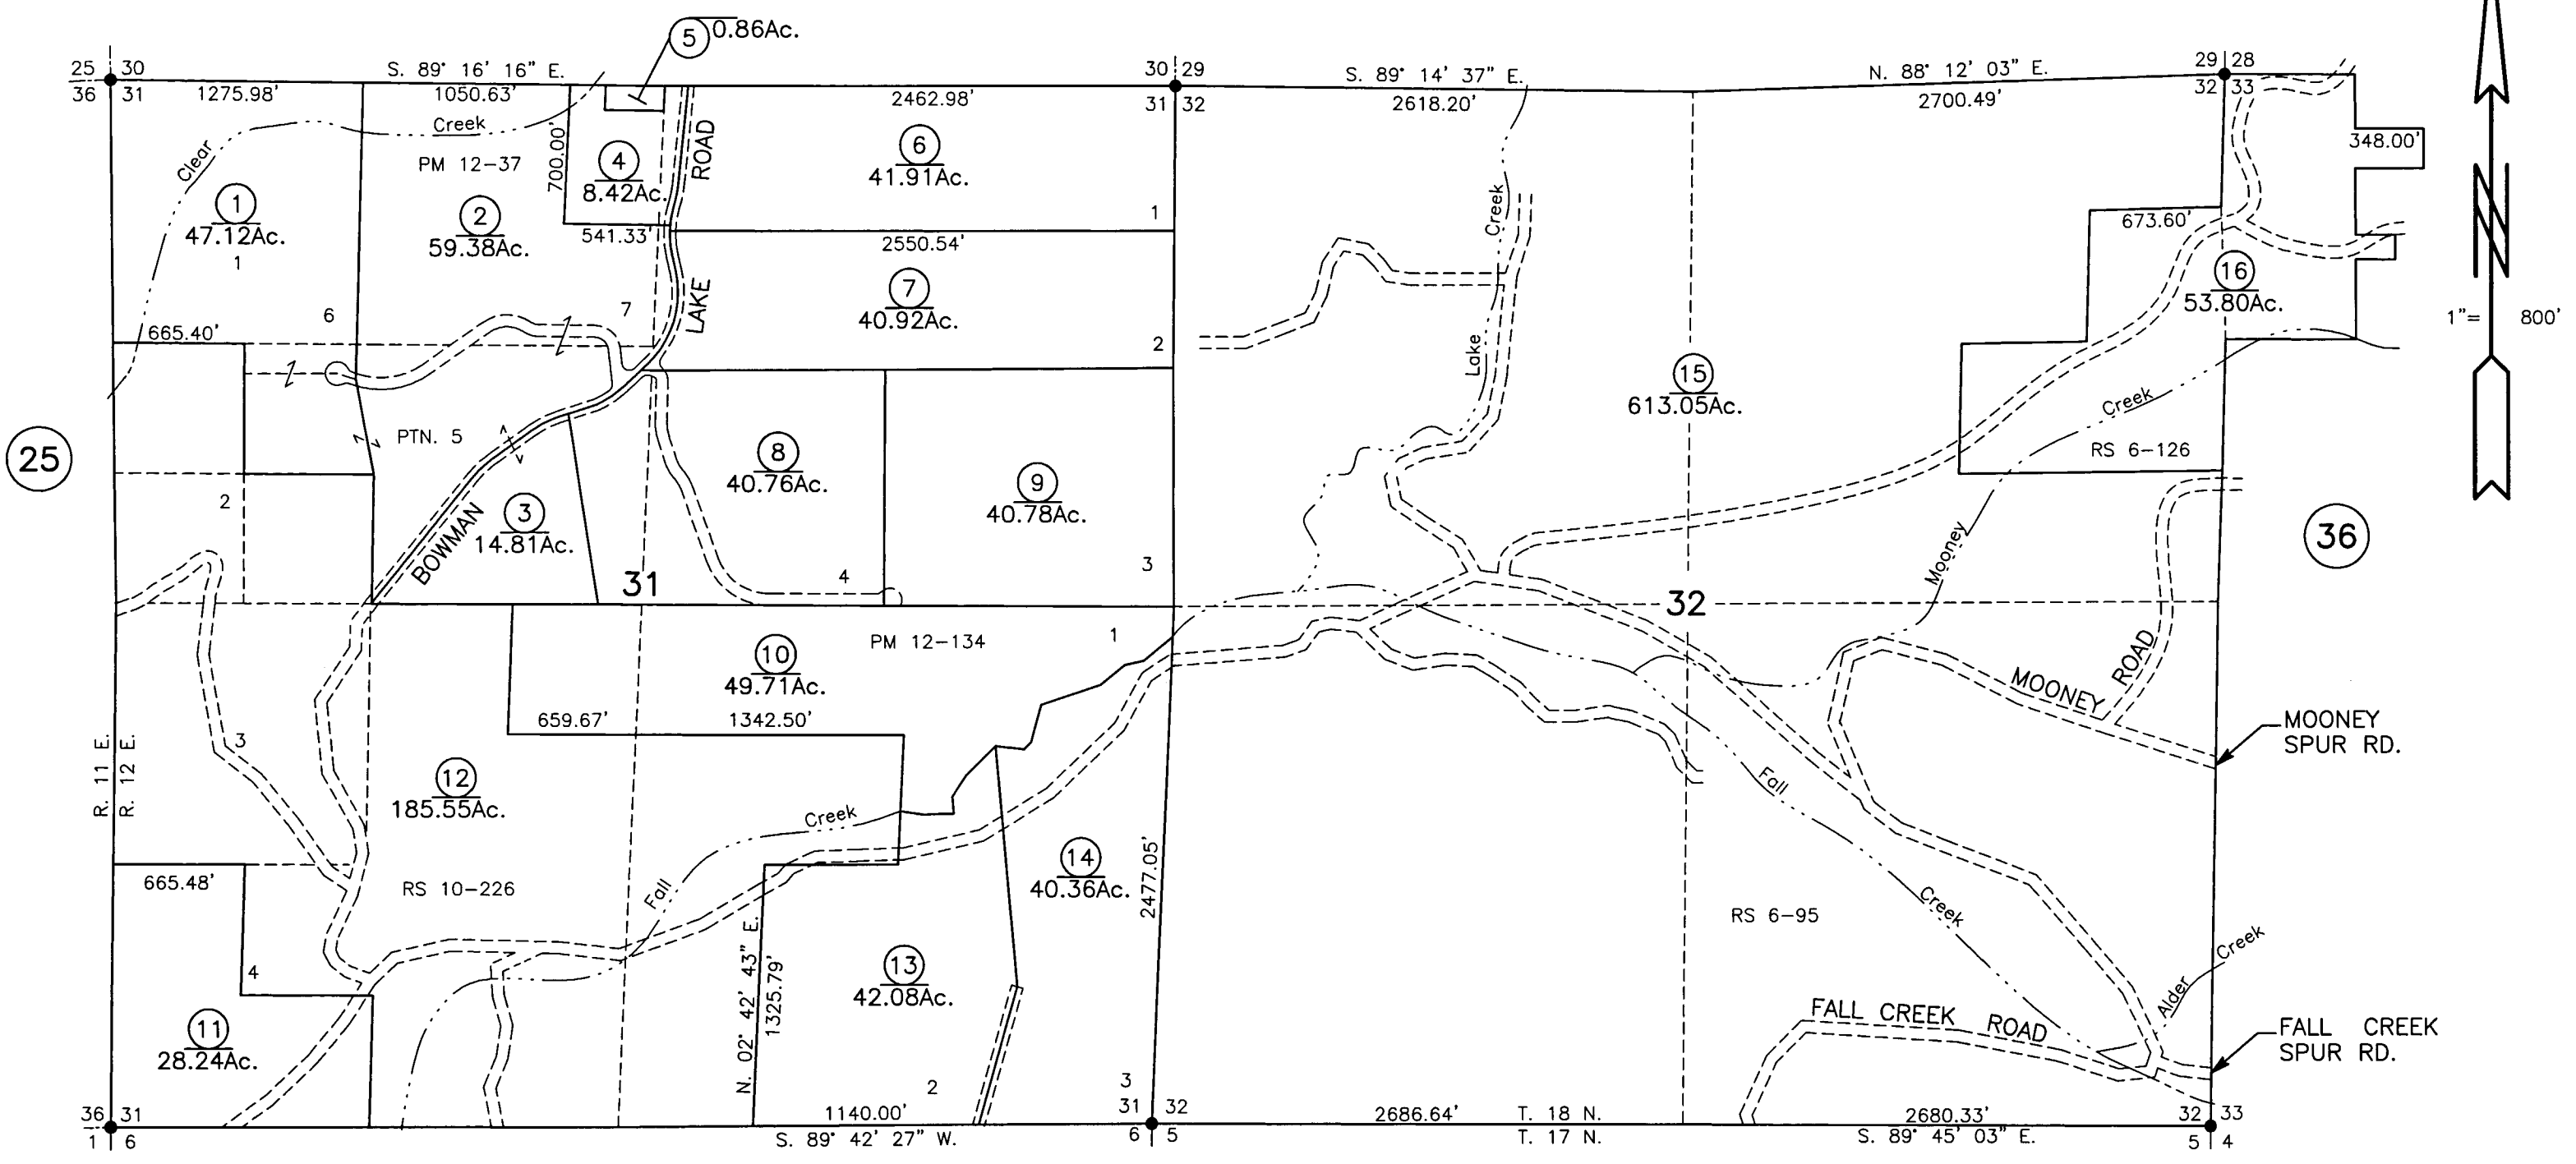 5 0.86Ac.
25 30
S. 89° 16' 16" E.
30 29
S. 89° 14' 37" E.
N. 88° 12' 03" E.
29 28
36 31
1275.98'
1050.63'
2462.98'
31 32
2618.20'
2700.49'
32 33
Creek
Clear
PM 12-37
700.00'
ROAD
348.00'
4
8.42Ac.
6
41.91Ac.
1
1
47.12Ac.
1
2
59.38Ac.
541.33'
2550.54'
Creek
673.60'
7
40.92Ac.
16
53.80Ac.
LAKE
6
7
2
1"= 800'
665.40'
Lake
15
613.05Ac.
Creek
PTN. 5
25
8
40.76Ac.
RS 6-126
2
9
40.78Ac.
3
14.81Ac.
BOWMAN
36
Mooney
31
4
3
32
PM 12-134
1
10
49.71Ac.
MOONEY ROAD
659.67'
1342.50'
MOONEY
SPUR RD.
R. 11 E.
R. 12 E.
3
12
185.55Ac.
Fall
Creek
14
40.36Ac.
665.48'
RS 10-226
Fall
2477.05'
RS 6-95
Creek
Creek
N. 02° 42' 43" E.
1325.79'
13
42.08Ac.
4
Alder
FALL CREEK ROAD
11
28.24Ac.
FALL CREEK
SPUR RD.
2
3
36 31
1140.00'
31 32
2686.64'
T. 18 N.
2680.33'
32 33
1 6
S. 89° 42' 27" W.
6 5
T. 17 N.
S. 89° 45' 03" E.
5 4